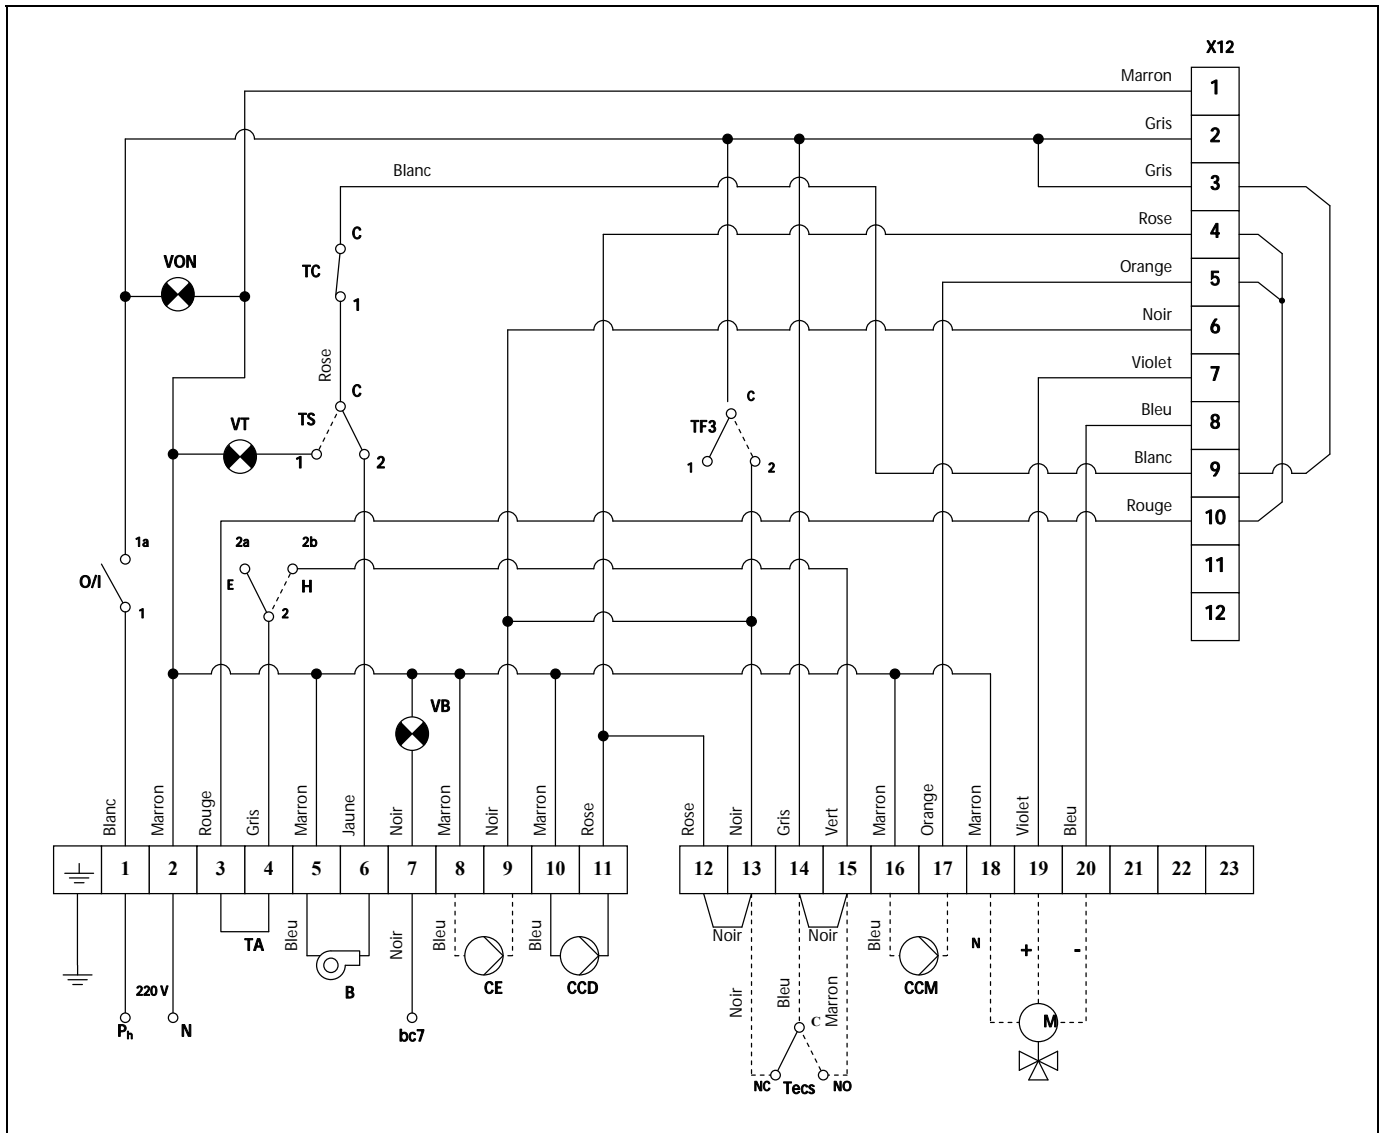 X12
Marron 1
Gris 2
Gris 3
Blanc
Rose 4
Orange 5
Noir 6
Violet 7
Bleu 8
Blanc 9
Rouge 10
11
12
VON
C
TC
1
Rose
C
TS
1 2
VT
C
TF3
1 2
1a
O/I
1
2a 2b
E H
2
VB
Blanc Marron Rouge Gris Marron Jaune Noir Marron Noir Marron Rose Rose Noir Gris Vert Marron Orange Marron Violet Bleu
1 2 3 4 5 6 7 8 9 10 11 12 13 14 15 16 17 18 19 20 21 22 23
TA
Bleu
B
Noir
Bleu
CE
Bleu
CCD
Noir Noir
Bleu
CCM
N + -
M
220 V
Ph N
bc7
Noir Bleu Marron
C
NC Tecs NO